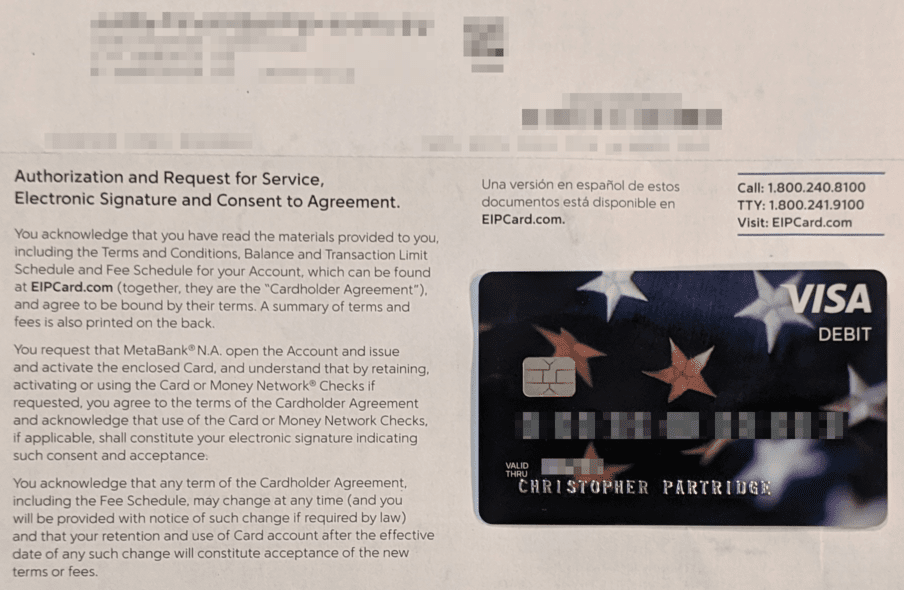 Authorization and Request for Service,
Electronic Signature and Consent to Agreement.
You acknowledge that you have read the materials provided to you,
including the Terms and Conditions, Balance and Transaction Limit
Schedule and Fee Schedule for your Account, which can be found
at EIPCard.com (together, they are the “Cardholder Agreement”),
and agree to be bound by their terms. A summary of terms and
fees is also printed on the back.
You request that MetaBank® N.A. open the Account and issue
and activate the enclosed Card, and understand that by retaining,
activating or using the Card or Money Network® Checks if
requested, you agree to the terms of the Cardholder Agreement
and acknowledge that use of the Card or Money Network Checks,
if applicable, shall constitute your electronic signature indicating
such consent and acceptance.
You acknowledge that any term of the Cardholder Agreement,
including the Fee Schedule, may change at any time (and you
will be provided with notice of such change if required by law)
and that your retention and use of Card account after the effective
date of any such change will constitute acceptance of the new
terms or fees.
Una versión en español de estos
documentos está disponible en
EIPCard.com.
Call: 1.800.240.8100
TTY: 1.800.241.9100
Visit: EIPCard.com
VISA
DEBIT
VALID
THRU
CHRISTOPHER PARTRIDGE